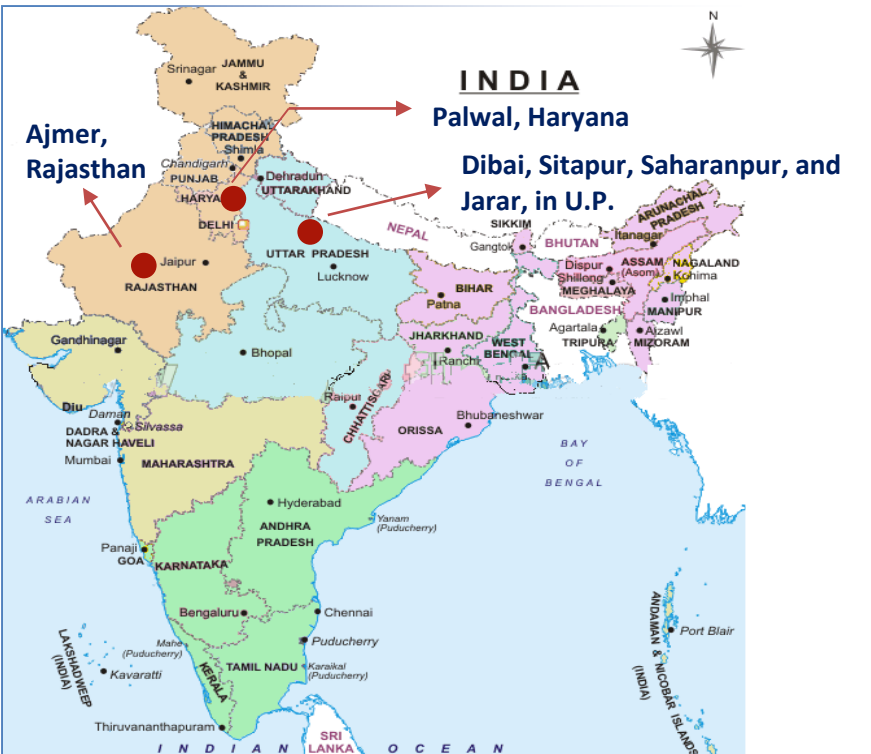 N
INDIA
Srinagar
JAMMU
&
KASHMIR
Palwal, Haryana
Ajmer,
Rajasthan
HIMACHAL
PRADESH
Shimla
Chandigarh
PUNJAB
Dehradun
UTTARAKHAND
Dibai, Sitapur, Saharanpur, and
Jarar, in U.P.
HARYA
DELHI
NEPAL
SIKKIM
Gangtok
BHUTAN
ARUNACHAL
PRADESH
Itanagar
Jaipur
RAJASTHAN
UTTAR PRADESH
Lucknow
Dispur
Shillong
MEGHALAYA
ASSAM
(Asom)
NAGALAND
Kohima
Imphal
MANIPUR
BIHAR
Patna
BANGLADESH
Agartala
TRIPURA
Aizawl
MIZORAM
Gandhinagar
Bhopal
JHARKHAND
Ranchi
WEST
BENGAL
A
Raipur
CHHATTISGARH
Diu
Daman
Silvassa
DADRA &
NAGAR HAVELI
Mumbai
MAHARASHTRA
ORISSA
Bhubaneshwar
ARABIAN
SEA
BAY
OF
BENGAL
Hyderabad
ANDHRA
PRADESH
Yanam
(Puducherry)
Panaji
GOA
KARNATAKA
Bengaluru
Chennai
Mahe
(Puducherry)
Puducherry
LAKSHADWEEP
(INDIA)
Kavaratti
KERALA
TAMIL NADU
Karaikal
(Puducherry)
ANDAMAN & NICOBAR ISLANDS
(INDIA)
Port Blair
Thiruvananthapuram
SRI
LANKA
INDIAN OCEAN